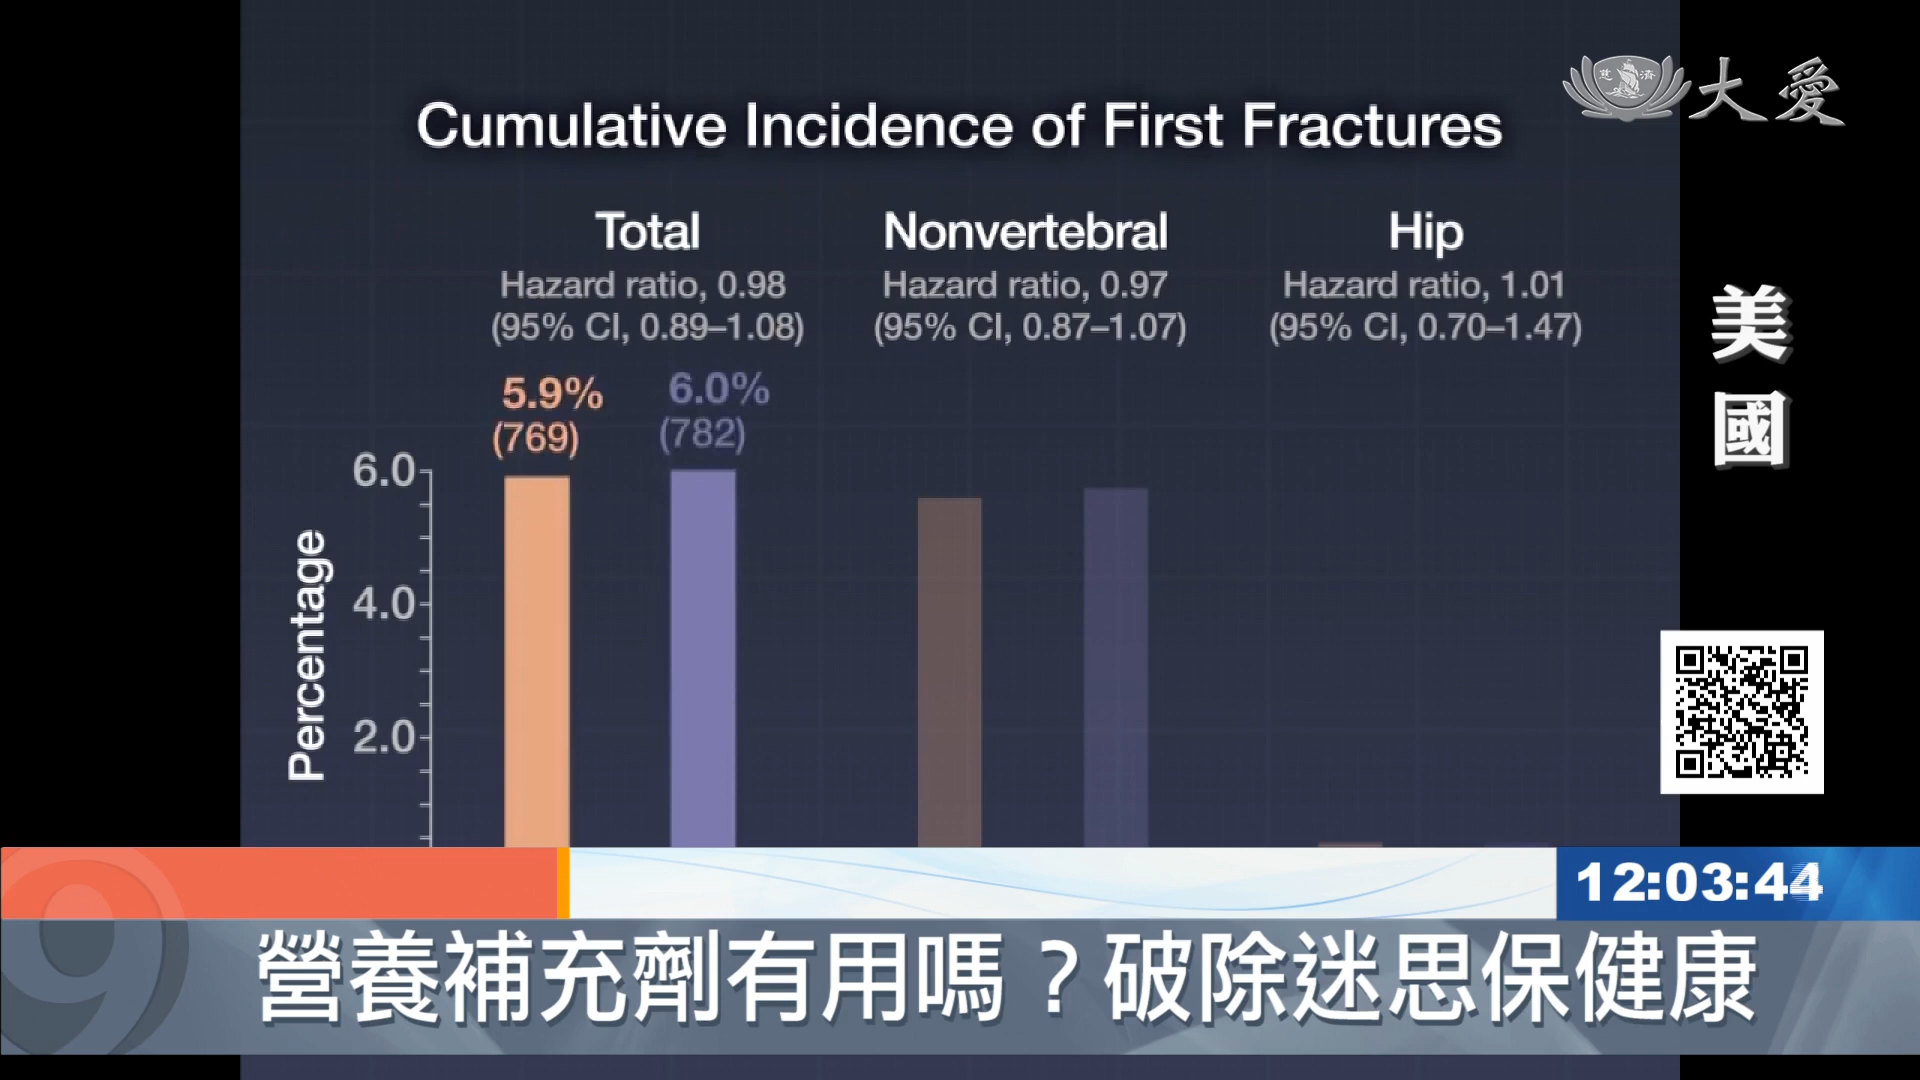 Cumulative Incidence of First Fractures
慈濟
大愛
Total
Nonvertebral
Hip
Hazard ratio, 0.98
(95% CI, 0.89–1.08)
Hazard ratio, 0.97
(95% CI, 0.87–1.07)
Hazard ratio, 1.01
(95% CI, 0.70–1.47)
美國
5.9%
(769)
6.0%
(782)
6.0
4.0
2.0
Percentage
12:03:44
營養補充劑有用嗎？破除迷思保健康